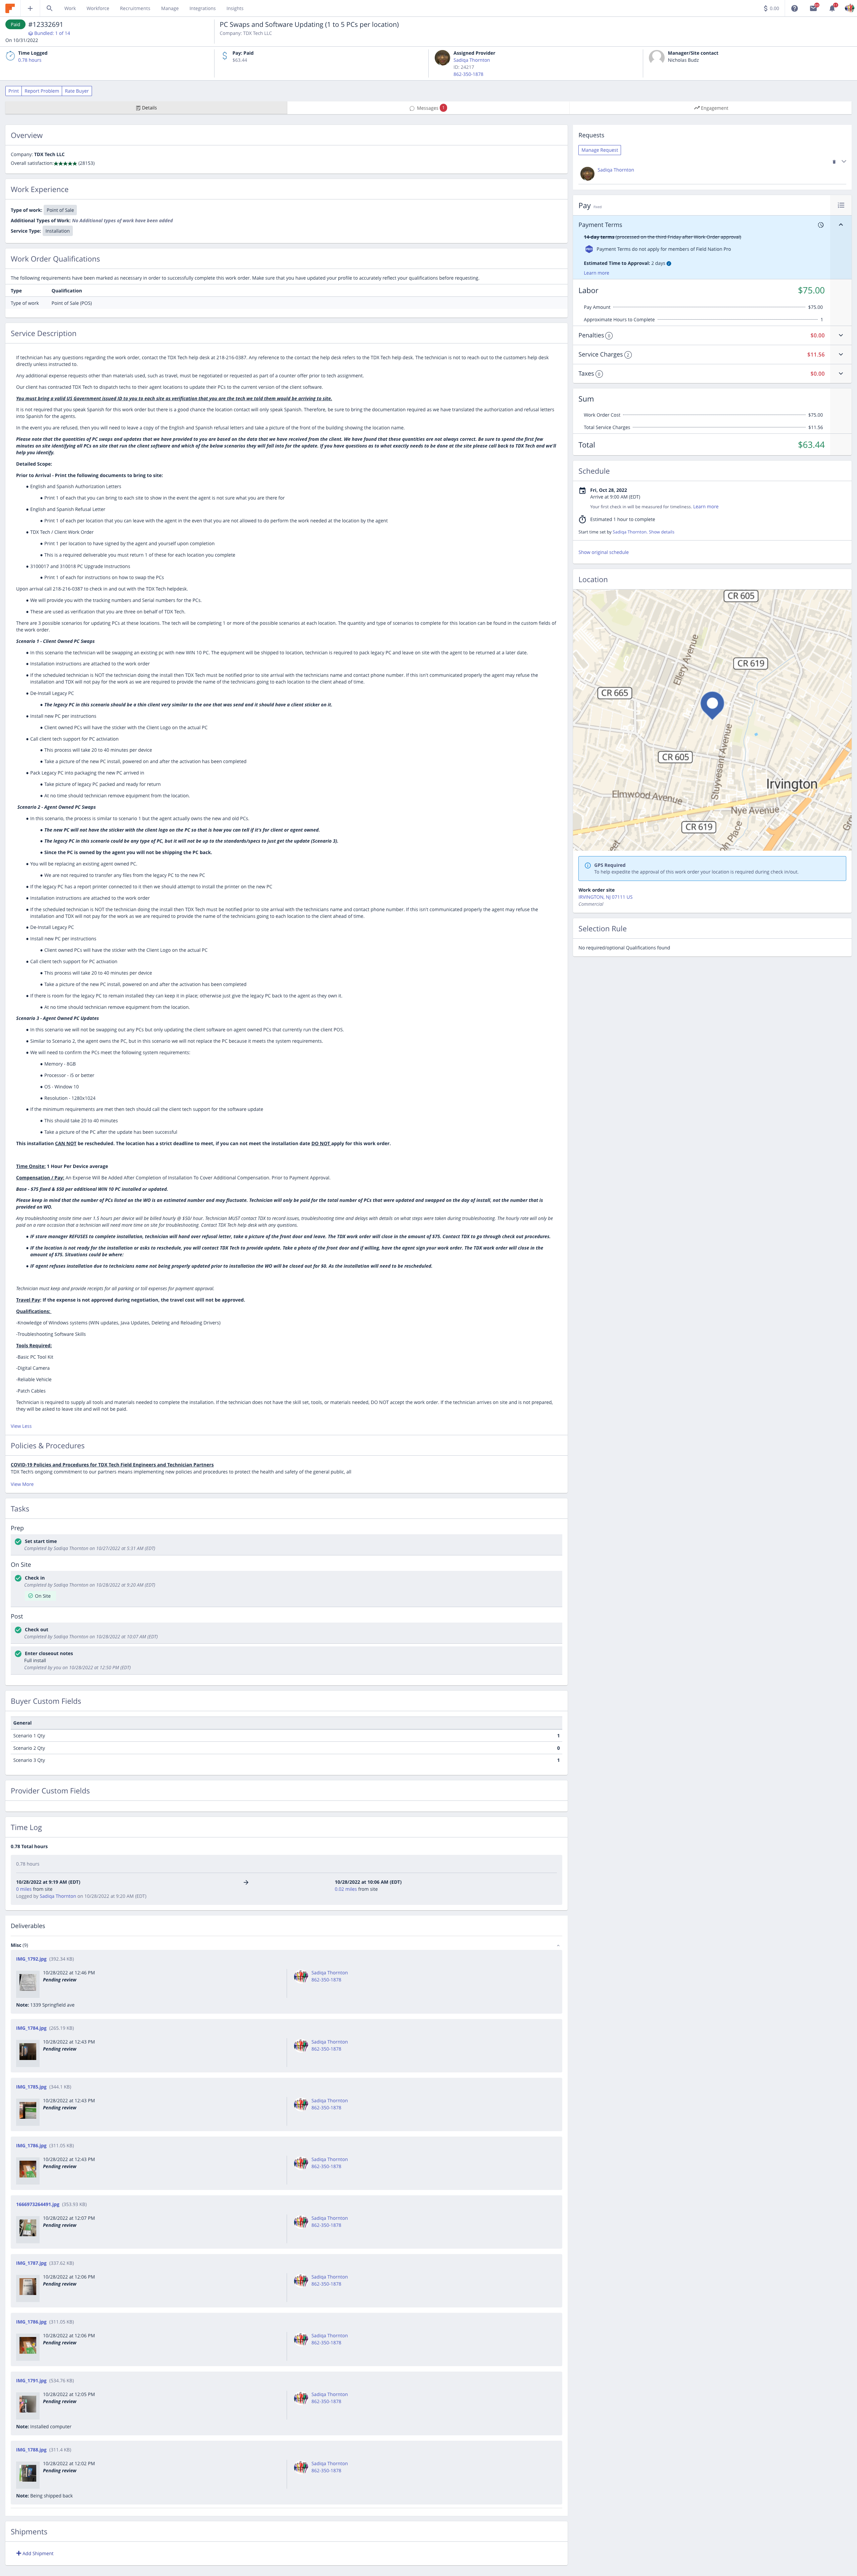 Work Workforce Recruitments Manage Integrations Insights
0.00
Paid #12332691
Bundled: 1 of 14
On 10/31/2022
PC Swaps and Software Updating (1 to 5 PCs per location)
Company: TDX Tech LLC
Time Logged
0.78 hours
Pay: Paid
$63.44
Assigned Provider
Sadiqa Thornton
ID: 24217
862-350-1878
Manager/Site contact
Nicholas Budz
Print Report Problem Rate Buyer
Details
Messages 1
Engagement
Overview
Company: TDX Tech LLC
Overall satisfaction ★★★★★ (28153)
Work Experience
Type of work: Point of Sale
Additional Types of Work: No Additional types of work have been added
Service Type: Installation
Work Order Qualifications
The following requirements have been marked as necessary in order to successfully complete this work order. Make sure that you have updated your profile to accurately reflect your qualifications before requesting.
Type Qualification
Type of work Point of Sale (POS)
Service Description
If technician has any questions regarding the work order, contact the TDX Tech help desk at 218-216-0387. Any reference to the contact the help desk refers to the TDX Tech help desk. The technician is not to reach out to the customers help desk
directly unless instructed to.
Any additional expense requests other than materials used, such as travel, must be negotiated or requested as part of a counter offer prior to tech assignment.
Our client has contracted TDX Tech to dispatch techs to their agent locations to update their PCs to the current version of the client software.
You must bring a valid US Government issued ID to you to each site as verification that you are the tech we told them would be arriving to site.
It is not required that you speak Spanish for this work order but there is a good chance the location contact will only speak Spanish. Therefore, be sure to bring the documentation required as we have translated the authorization and refusal letters
into Spanish for the agents.
In the event you are refused, then you will need to leave a copy of the English and Spanish refusal letters and take a picture of the front of the building showing the location name.
Please note that the quantities of PC swaps and updates that we have provided to you are based on the data that we have received from the client. We have found that these quantities are not always correct. Be sure to spend the first few
minutes on site identifying all PCs on site that run the client software and which of the below scenarios they will fall into for the update. If you have any questions as to what exactly needs to be done at the site please call back to TDX Tech and we'll
help you identify.
Detailed Scope:
Prior to Arrival - Print the following documents to bring to site:
● English and Spanish Authorization Letters
● Print 1 of each that you can bring to each site to show in the event the agent is not sure what you are there for
● English and Spanish Refusal Letter
● Print 1 of each per location that you can leave with the agent in the even that you are not allowed to do perform the work needed at the location by the agent
● TDX Tech / Client Work Order
● Print 1 per location to have signed by the agent and yourself upon completion
● This is a required deliverable you must return 1 of these for each location you complete
● 3100017 and 310018 PC Upgrade Instructions
● Print 1 of each for instructions on how to swap the PCs
Upon arrival call 218-216-0387 to check in and out with the TDX Tech helpdesk.
● We will provide you with the tracking numbers and Serial numbers for the PCs.
● These are used as verification that you are three on behalf of TDX Tech.
There are 3 possible scenarios for updating PCs at these locations. The tech will be completing 1 or more of the possible scenarios at each location. The quantity and type of scenarios to complete for this location can be found in the custom fields of
the work order.
Scenario 1 - Client Owned PC Swaps
● In this scenario the technician will be swapping an existing pc with new WIN 10 PC. The equipment will be shipped to location, technician is required to pack legacy PC and leave on site with the agent to be returned at a later date.
● Installation instructions are attached to the work order
● If the scheduled technician is NOT the technician doing the install then TDX Tech must be notified prior to site arrival with the technicians name and contact phone number. If this isn't communicated properly the agent may refuse the
installation and TDX will not pay for the work as we are required to provide the name of the technicians going to each location to the client ahead of time.
● De-Install Legacy PC
● The legacy PC in this scenario should be a thin client very similar to the one that was send and it should have a client sticker on it.
● Install new PC per instructions
● Client owned PCs will have the sticker with the Client Logo on the actual PC
● Call client tech support for PC activiation
● This process will take 20 to 40 minutes per device
● Take a picture of the new PC install, powered on and after the activation has been completed
● Pack Legacy PC into packaging the new PC arrived in
● Take picture of legacy PC packed and ready for return
● At no time should technician remove equipment from the location.
Scenario 2 - Agent Owned PC Swaps
● In this scenario, the process is similar to scenario 1 but the agent actually owns the new and old PCs.
● The new PC will not have the sticker with the client logo on the PC so that is how you can tell if it's for client or agent owned.
● The legacy PC in this scenario could be any type of PC, but it will not be up to the standards/specs to just get the update (Scenario 3).
● Since the PC is owned by the agent you will not be shipping the PC back.
● You will be replacing an existing agent owned PC.
● We are not required to transfer any files from the legacy PC to the new PC
● If the legacy PC has a report printer connected to it then we should attempt to install the printer on the new PC
● Installation instructions are attached to the work order
● If the scheduled technician is NOT the technician doing the install then TDX Tech must be notified prior to site arrival with the technicians name and contact phone number. If this isn't communicated properly the agent may refuse the
installation and TDX will not pay for the work as we are required to provide the name of the technicians going to each location to the client ahead of time.
● De-Install Legacy PC
● Install new PC per instructions
● Client owned PCs will have the sticker with the Client Logo on the actual PC
● Call client tech support for PC activation
● This process will take 20 to 40 minutes per device
● Take a picture of the new PC install, powered on and after the activation has been completed
● If there is room for the legacy PC to remain installed they can keep it in place; otherwise just give the legacy PC back to the agent as they own it.
● At no time should technician remove equipment from the location.
Scenario 3 - Agent Owned PC Updates
● In this scenario we will not be swapping out any PCs but only updating the client software on agent owned PCs that currently run the client POS.
● Similar to Scenario 2, the agent owns the PC, but in this scenario we will not replace the PC because it meets the system requirements.
● We will need to confirm the PCs meet the following system requirements:
● Memory - 8GB
● Processor - i5 or better
● OS - Window 10
● Resolution - 1280x1024
● If the minimum requirements are met then tech should call the client tech support for the software update
● This should take 20 to 40 minutes
● Take a picture of the PC after the update has been successful
This installation CAN NOT be rescheduled. The location has a strict deadline to meet, if you can not meet the installation date DO NOT apply for this work order.
Time Onsite: 1 Hour Per Device average
Compensation / Pay: An Expense Will Be Added After Completion of Installation To Cover Additional Compensation, Prior to Payment Approval.
Base - $75 fixed & $50 per additional WIN 10 PC installed or updated.
Please keep in mind that the number of PCs listed on the WO is an estimated number and may fluctuate. Technician will only be paid for the total number of PCs that were updated and swapped on the day of install, not the number that is
provided on WO.
Any troubleshooting onsite time over 1.5 hours per device will be billed hourly @ $50/ hour. Technician MUST contact TDX to record issues, troubleshooting time and delays with details on what steps were taken during troubleshooting. The hourly rate will only be
paid on a rare occasion that a technician will need more time on site for troubleshooting. Contact TDX Tech help desk with any questions.
● If store manager REFUSES to complete installation, technician will hand over refusal letter, take a picture of the front door and leave. The TDX work order will close in the amount of $75. Contact TDX to go through check out procedures.
● If the location is not ready for the installation or asks to reschedule, you will contact TDX Tech to provide update. Take a photo of the front door and if willing, have the agent sign your work order. The TDX work order will close in the
amount of $75. Situations could be where:
● If agent refuses installation due to technicians name not being properly updated prior to installation the WO will be closed out for $0. As the installation will need to be rescheduled.
Technician must keep and provide receipts for all parking or toll expenses for payment approval.
Travel Pay: If the expense is not approved during negotiation, the travel cost will not be approved.
Qualifications:
-Knowledge of Windows systems (WIN updates, Java Updates, Deleting and Reloading Drivers)
-Troubleshooting Software Skills
Tools Required:
-Basic PC Tool Kit
-Digital Camera
-Reliable Vehicle
-Patch Cables
Technician is required to supply all tools and materials needed to complete the installation. If the technician does not have the skill set, tools, or materials needed, DO NOT accept the work order. If the technician arrives on site and is not prepared,
they will be asked to leave site and will not be paid.
View Less
Policies & Procedures
COVID-19 Policies and Procedures for TDX Tech Field Engineers and Technician Partners
TDX Tech's ongoing commitment to our partners means implementing new policies and procedures to protect the health and safety of the general public, all
View More
Tasks
Prep
Set start time
Completed by Sadiqa Thornton on 10/27/2022 at 5:31 AM (EDT)
On Site
Check in
Completed by Sadiqa Thornton on 10/28/2022 at 9:20 AM (EDT)
On Site
Post
Check out
Completed by Sadiqa Thornton on 10/28/2022 at 10:07 AM (EDT)
Enter closeout notes
Full install
Completed by you on 10/28/2022 at 12:50 PM (EDT)
Buyer Custom Fields
General
Scenario 1 Qty 1
Scenario 2 Qty 0
Scenario 3 Qty 1
Provider Custom Fields
Time Log
0.78 Total hours
0.78 hours
10/28/2022 at 9:19 AM (EDT) → 10/28/2022 at 10:06 AM (EDT)
0 miles from site 0.02 miles from site
Logged by Sadiqa Thornton on 10/28/2022 at 9:20 AM (EDT)
Deliverables
Misc (9)
IMG_1792.jpg (392.34 KB)
10/28/2022 at 12:46 PM
Pending review
Sadiqa Thornton
862-350-1878
Note: 1339 Springfield ave
IMG_1784.jpg (265.19 KB)
10/28/2022 at 12:43 PM
Pending review
Sadiqa Thornton
862-350-1878
IMG_1785.jpg (344.1 KB)
10/28/2022 at 12:43 PM
Pending review
Sadiqa Thornton
862-350-1878
IMG_1786.jpg (311.05 KB)
10/28/2022 at 12:43 PM
Pending review
Sadiqa Thornton
862-350-1878
1666973264491.jpg (353.93 KB)
10/28/2022 at 12:07 PM
Pending review
Sadiqa Thornton
862-350-1878
IMG_1787.jpg (337.62 KB)
10/28/2022 at 12:06 PM
Pending review
Sadiqa Thornton
862-350-1878
IMG_1786.jpg (311.05 KB)
10/28/2022 at 12:06 PM
Pending review
Sadiqa Thornton
862-350-1878
IMG_1791.jpg (534.76 KB)
10/28/2022 at 12:05 PM
Pending review
Sadiqa Thornton
862-350-1878
Note: Installed computer
IMG_1788.jpg (311.4 KB)
10/28/2022 at 12:02 PM
Pending review
Sadiqa Thornton
862-350-1878
Note: Being shipped back
Shipments
Add Shipment
Requests
Manage Request
Sadiqa Thornton
Pay
Payment Terms
14-day terms (processed on the third Friday after Work Order approval)
Payment Terms do not apply for members of Field Nation Pro
Estimated Time to Approval: 2 days
Learn more
Labor $75.00
Pay Amount $75.00
Approximate Hours to Complete 1
Penalties 3 $0.00
Service Charges 2 $11.56
Taxes 0 $0.00
Sum
Work Order Cost $75.00
Total Service Charges $11.56
Total $63.44
Schedule
Fri, Oct 28, 2022
Arrive at 9:00 AM (EDT)
Your first check in will be measured for timeliness. Learn more
Estimated 1 hour to complete
Start time set by Sadiqa Thornton. Show details
Show original schedule
Location
CR 605
CR 619
Ellery Avenue
CR 665
CR 605
Stuyvesant Avenue
Irvington
Elmwood Avenue
Nye Avenue
CR 619
GPS Required
To help expedite the approval of this work order your location is required during check in/out.
Work order site
IRVINGTON, NJ 07111 US
Commercial
Selection Rule
No required/optional Qualifications found